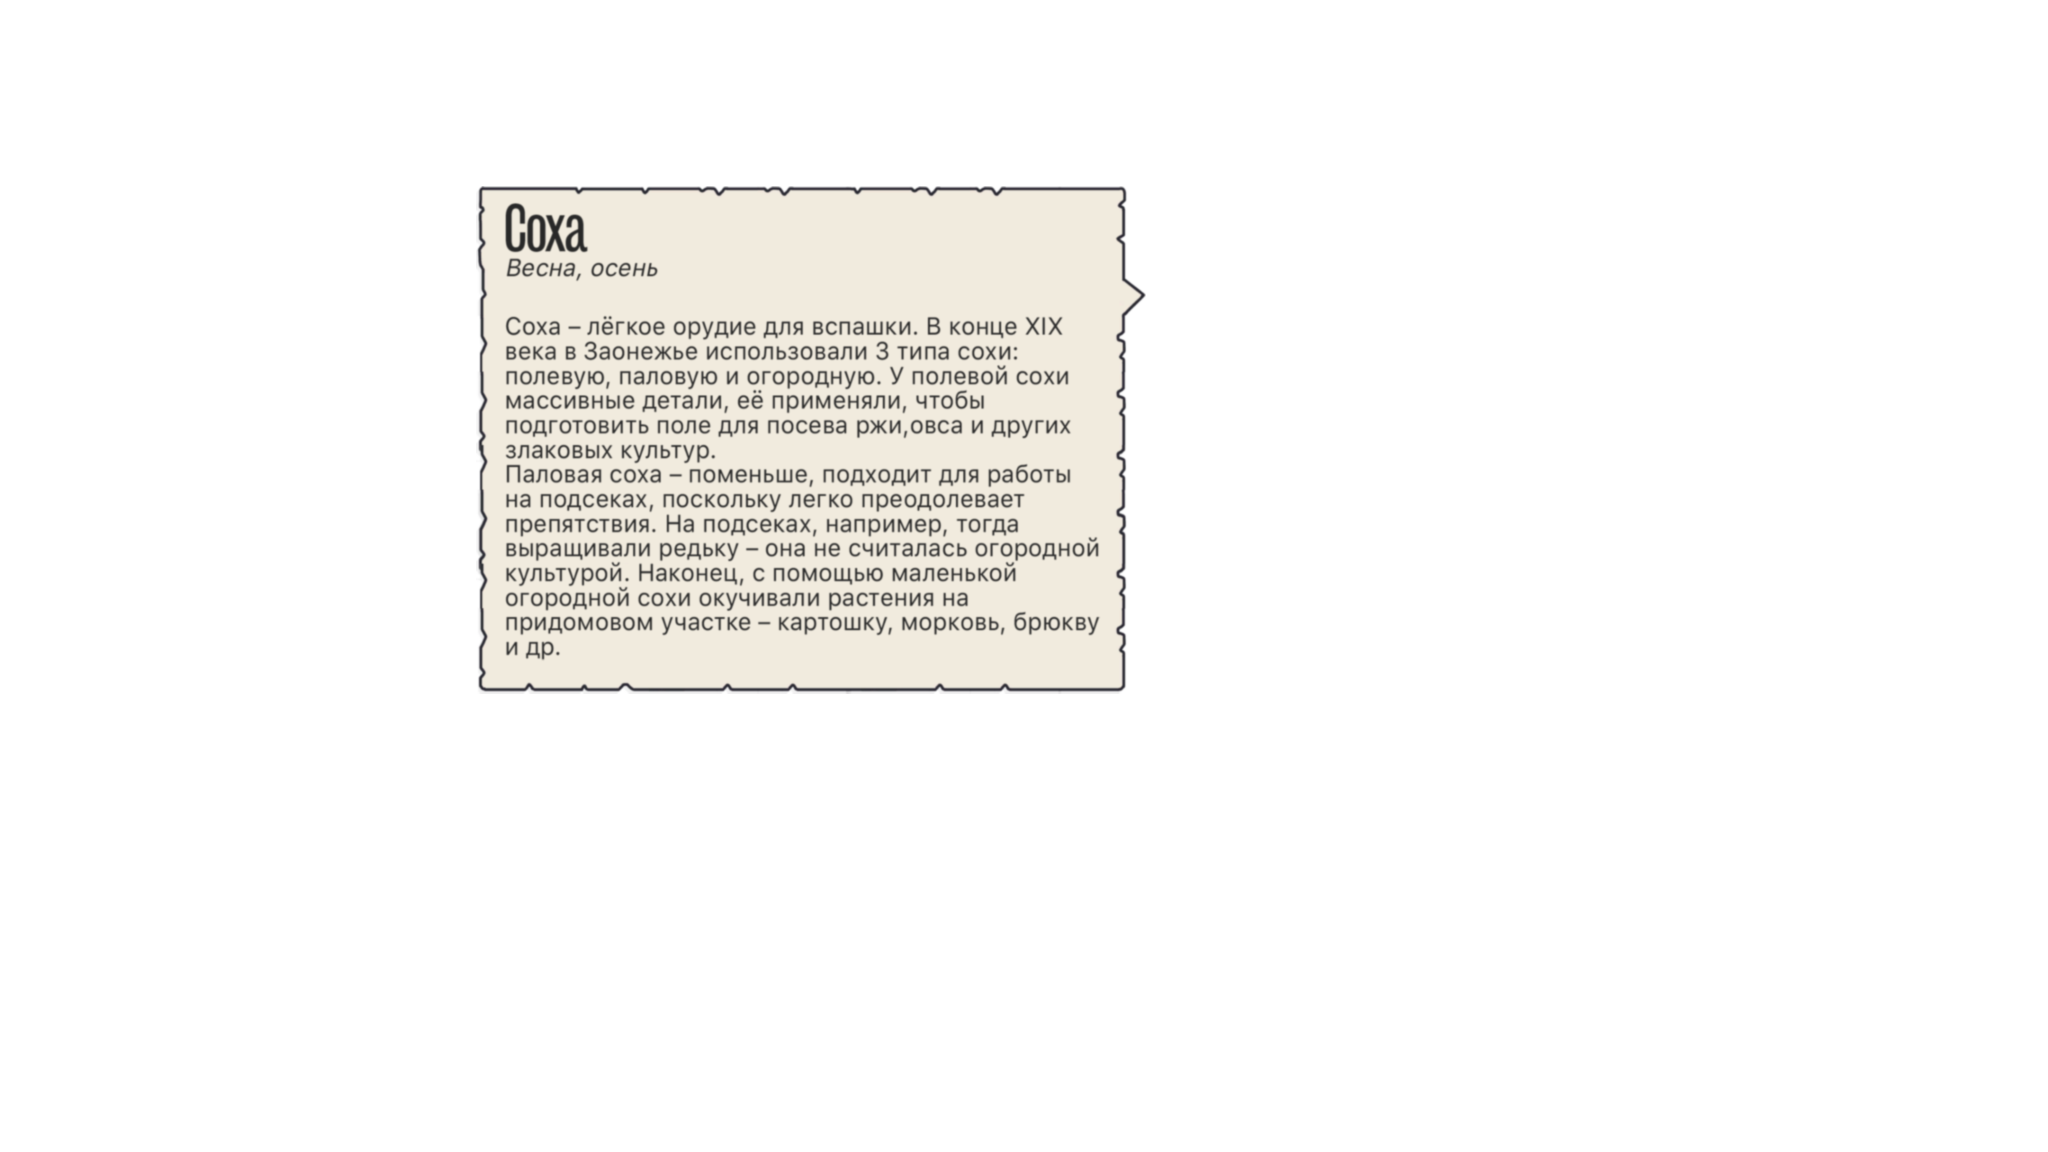 Соха
Весна, осень
Соха – лёгкое орудие для вспашки. В конце XIX
века в Заонежье использовали 3 типа сохи:
полевую, паловую и огородную. У полевой сохи
массивные детали, её применяли, чтобы
подготовить поле для посева ржи,овса и других
злаковых культур.
Паловая соха – поменьше, подходит для работы
на подсеках, поскольку легко преодолевает
препятствия. На подсеках, например, тогда
выращивали редьку – она не считалась огородной
культурой. Наконец, с помощью маленькой
огородной сохи окучивали растения на
придомовом участке – картошку, морковь, брюкву
и др.